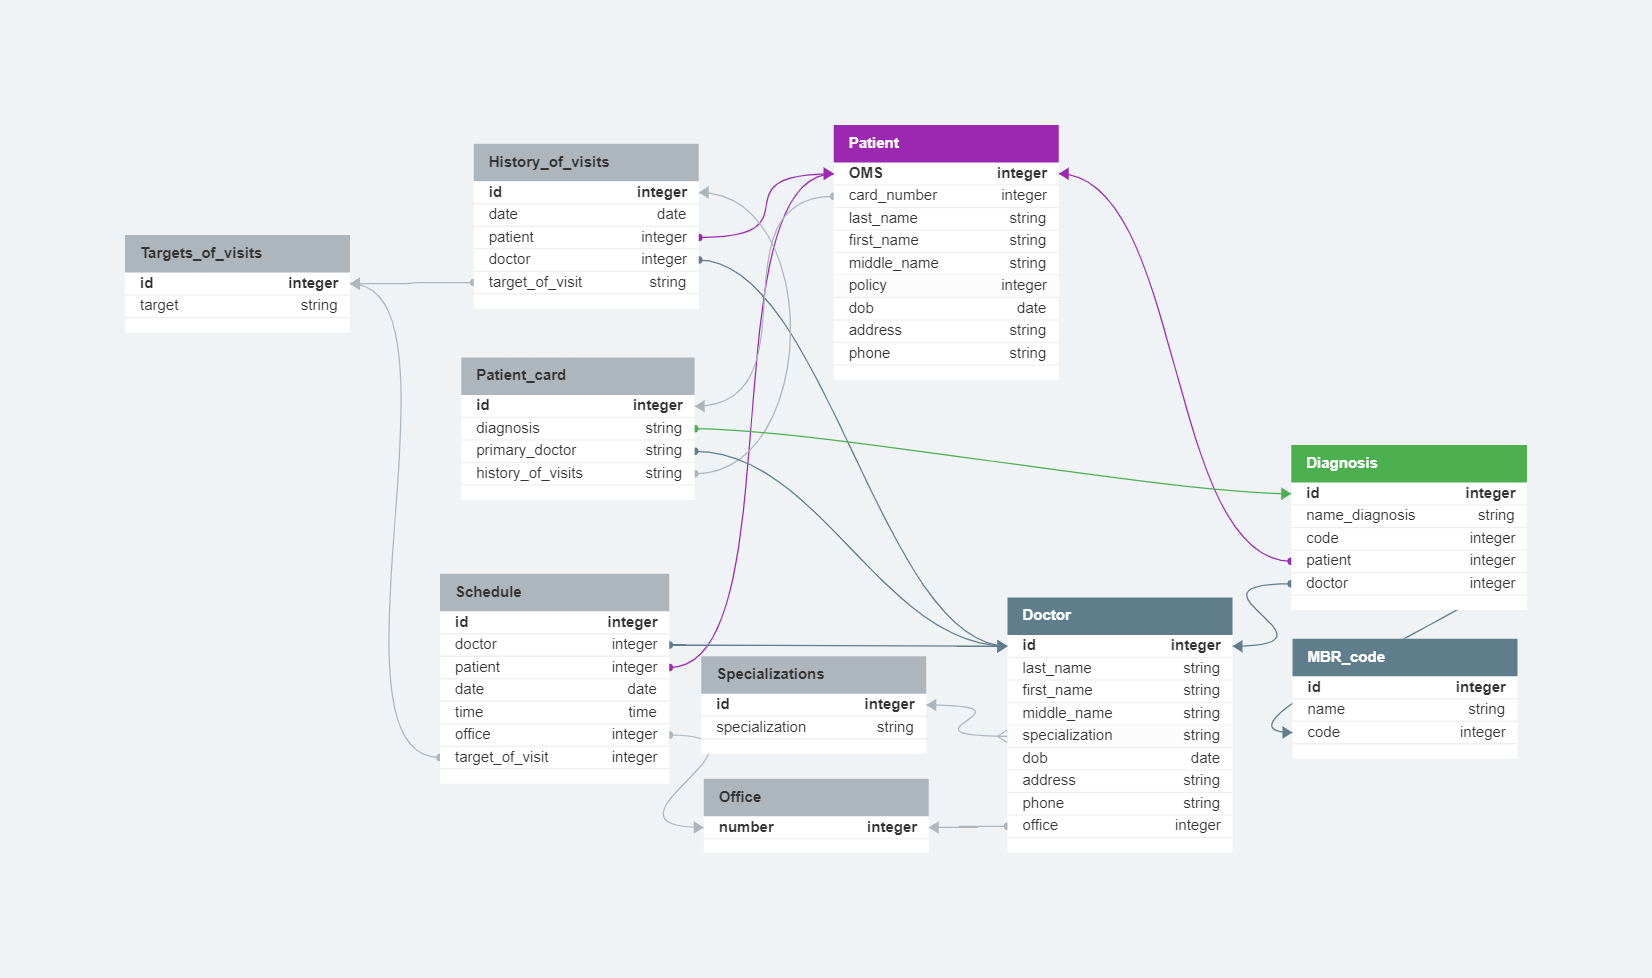 Targets_of_visits
id integer
target string
History_of_visits
id integer
date date
patient integer
doctor integer
target_of_visit string
Patient
OMS integer
card_number integer
last_name string
first_name string
middle_name string
policy integer
dob date
address string
phone string
Patient_card
id integer
diagnosis string
primary_doctor string
history_of_visits string
Diagnosis
id integer
name_diagnosis string
code integer
patient integer
doctor integer
Schedule
id integer
doctor integer
patient integer
date date
time time
office integer
target_of_visit integer
Specializations
id integer
specialization string
Office
number integer
Doctor
id integer
last_name string
first_name string
middle_name string
specialization string
dob date
address string
phone string
office integer
MBR_code
id integer
name string
code integer